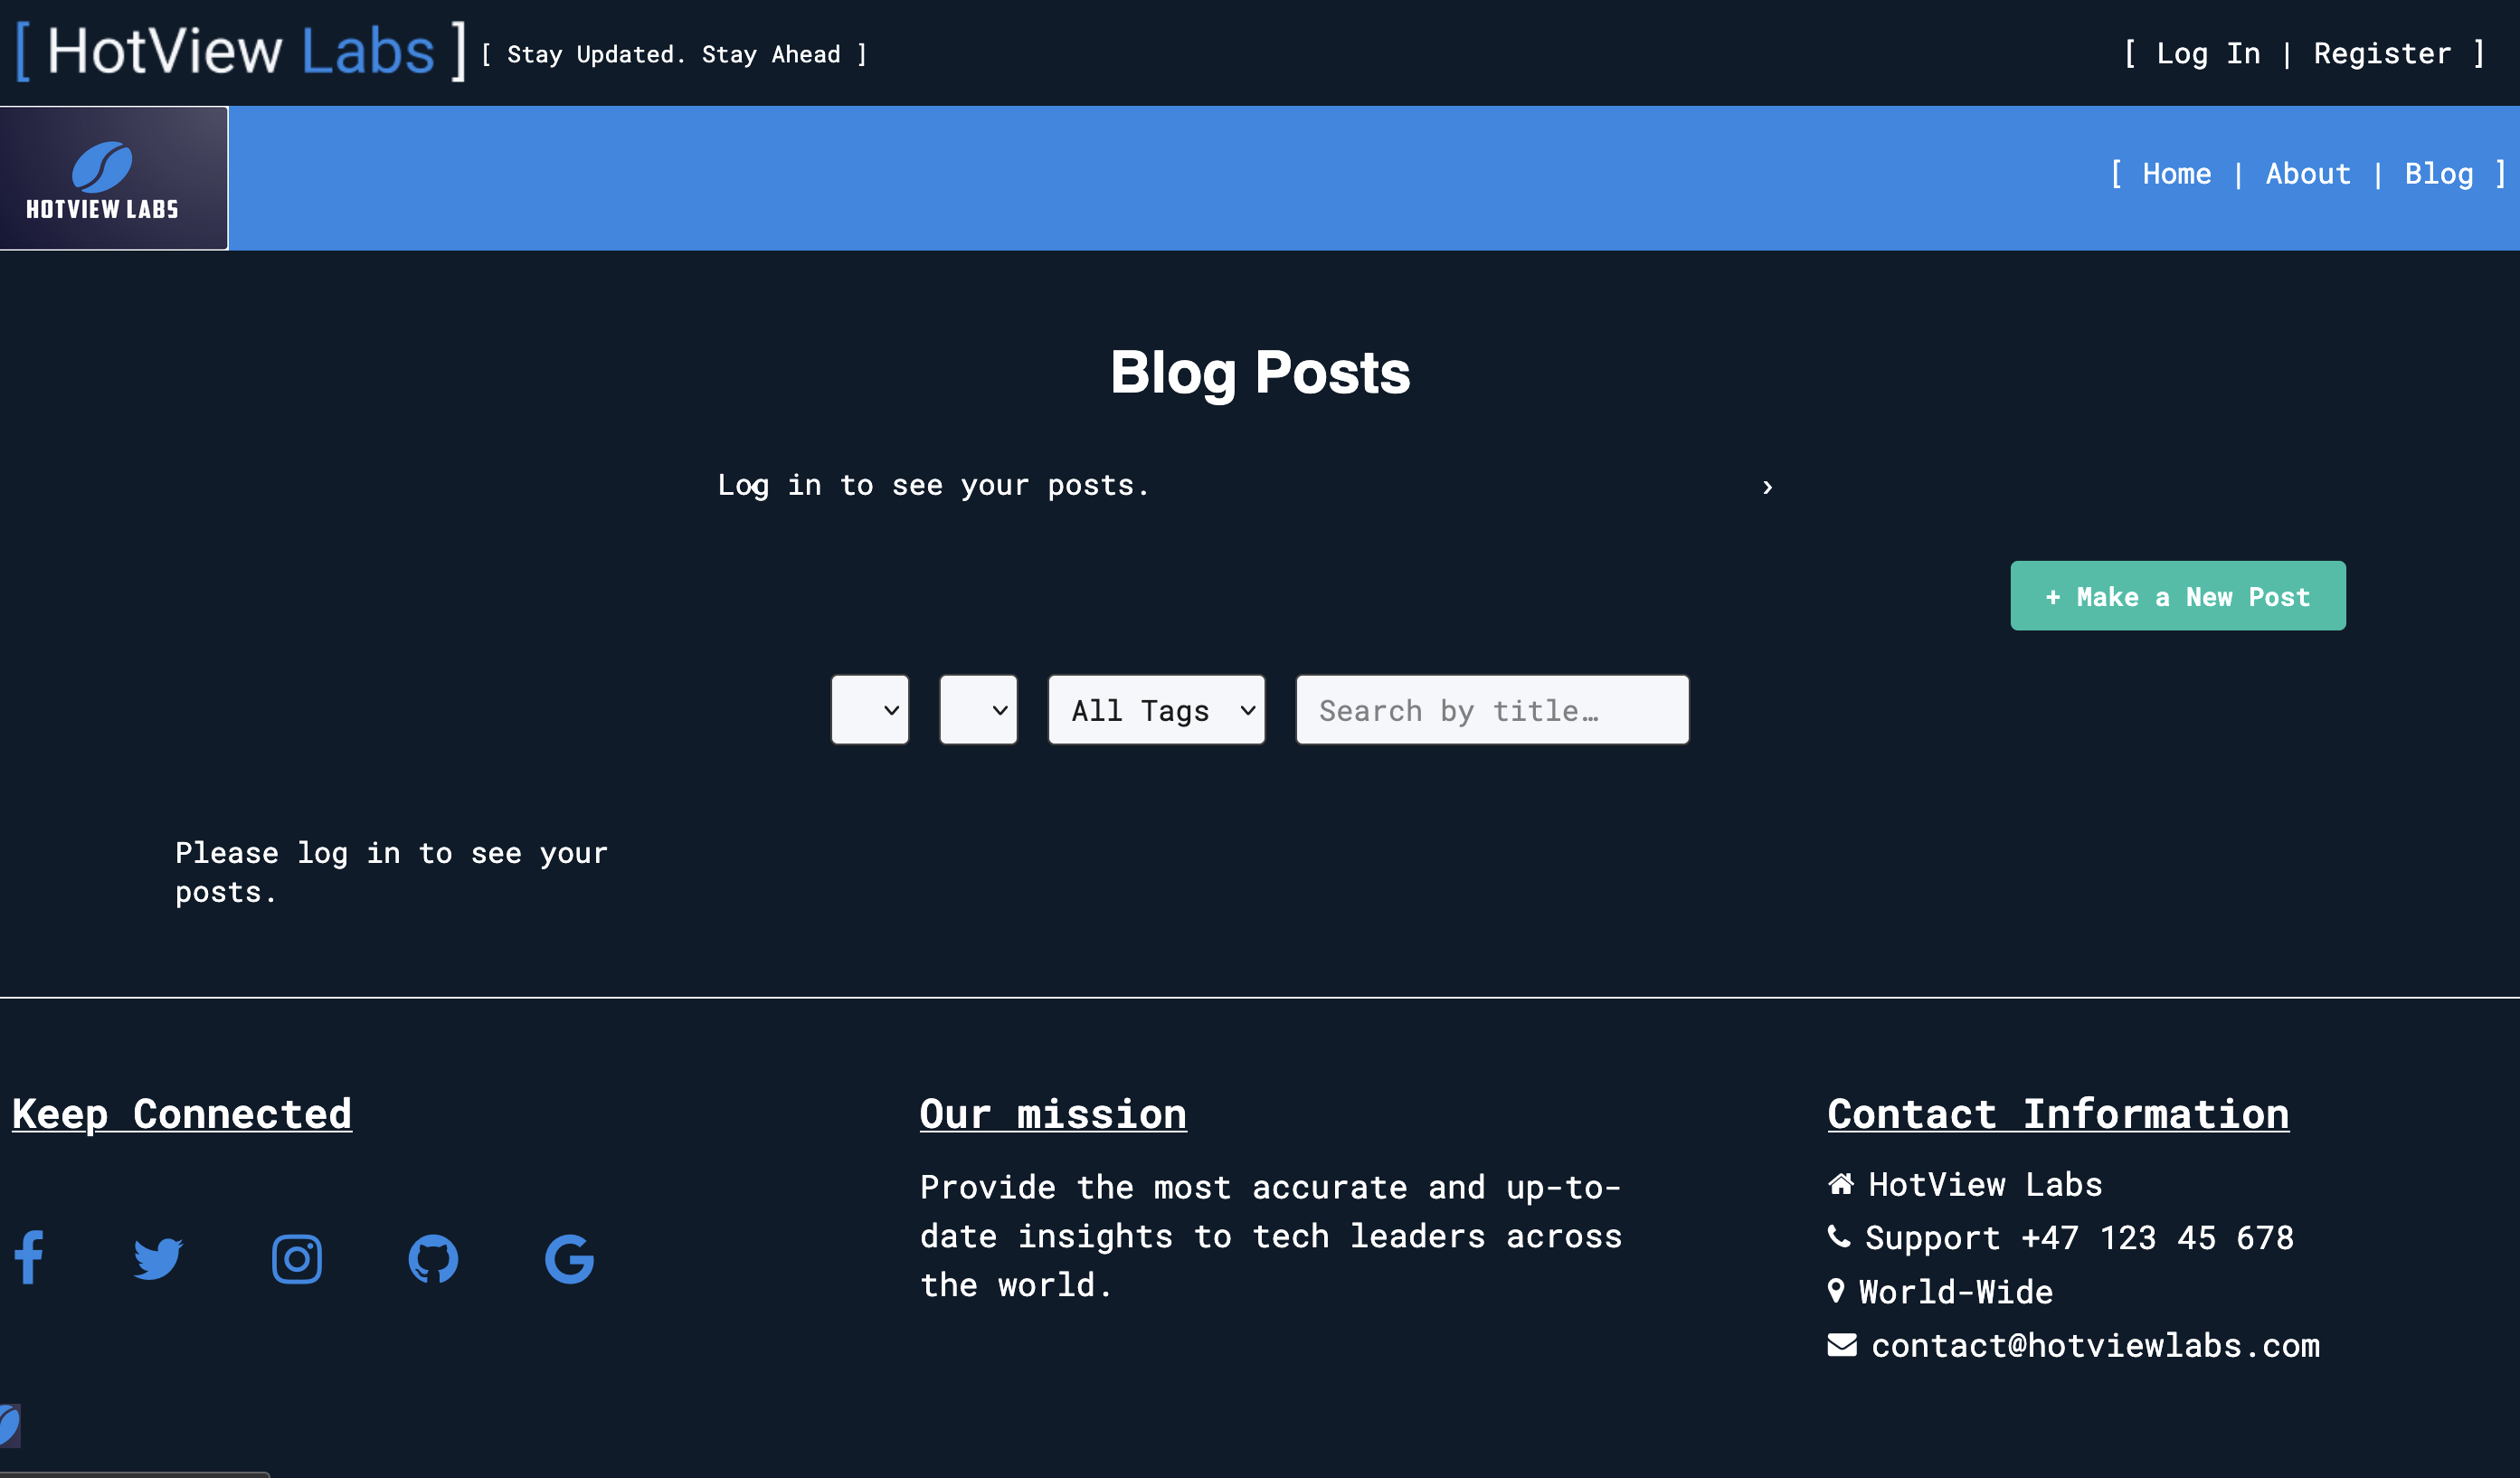 [ HotView Labs ] [ Stay Updated. Stay Ahead ]
[ Log In | Register ]
HOTVIEW LABS
[ Home | About | Blog ]
Blog Posts
Log in to see your posts.
›
+ Make a New Post
All Tags
Search by title…
Please log in to see your
posts.
Keep Connected
Our mission
Provide the most accurate and up-to-
date insights to tech leaders across
the world.
Contact Information
HotView Labs
Support +47 123 45 678
World-Wide
contact@hotviewlabs.com